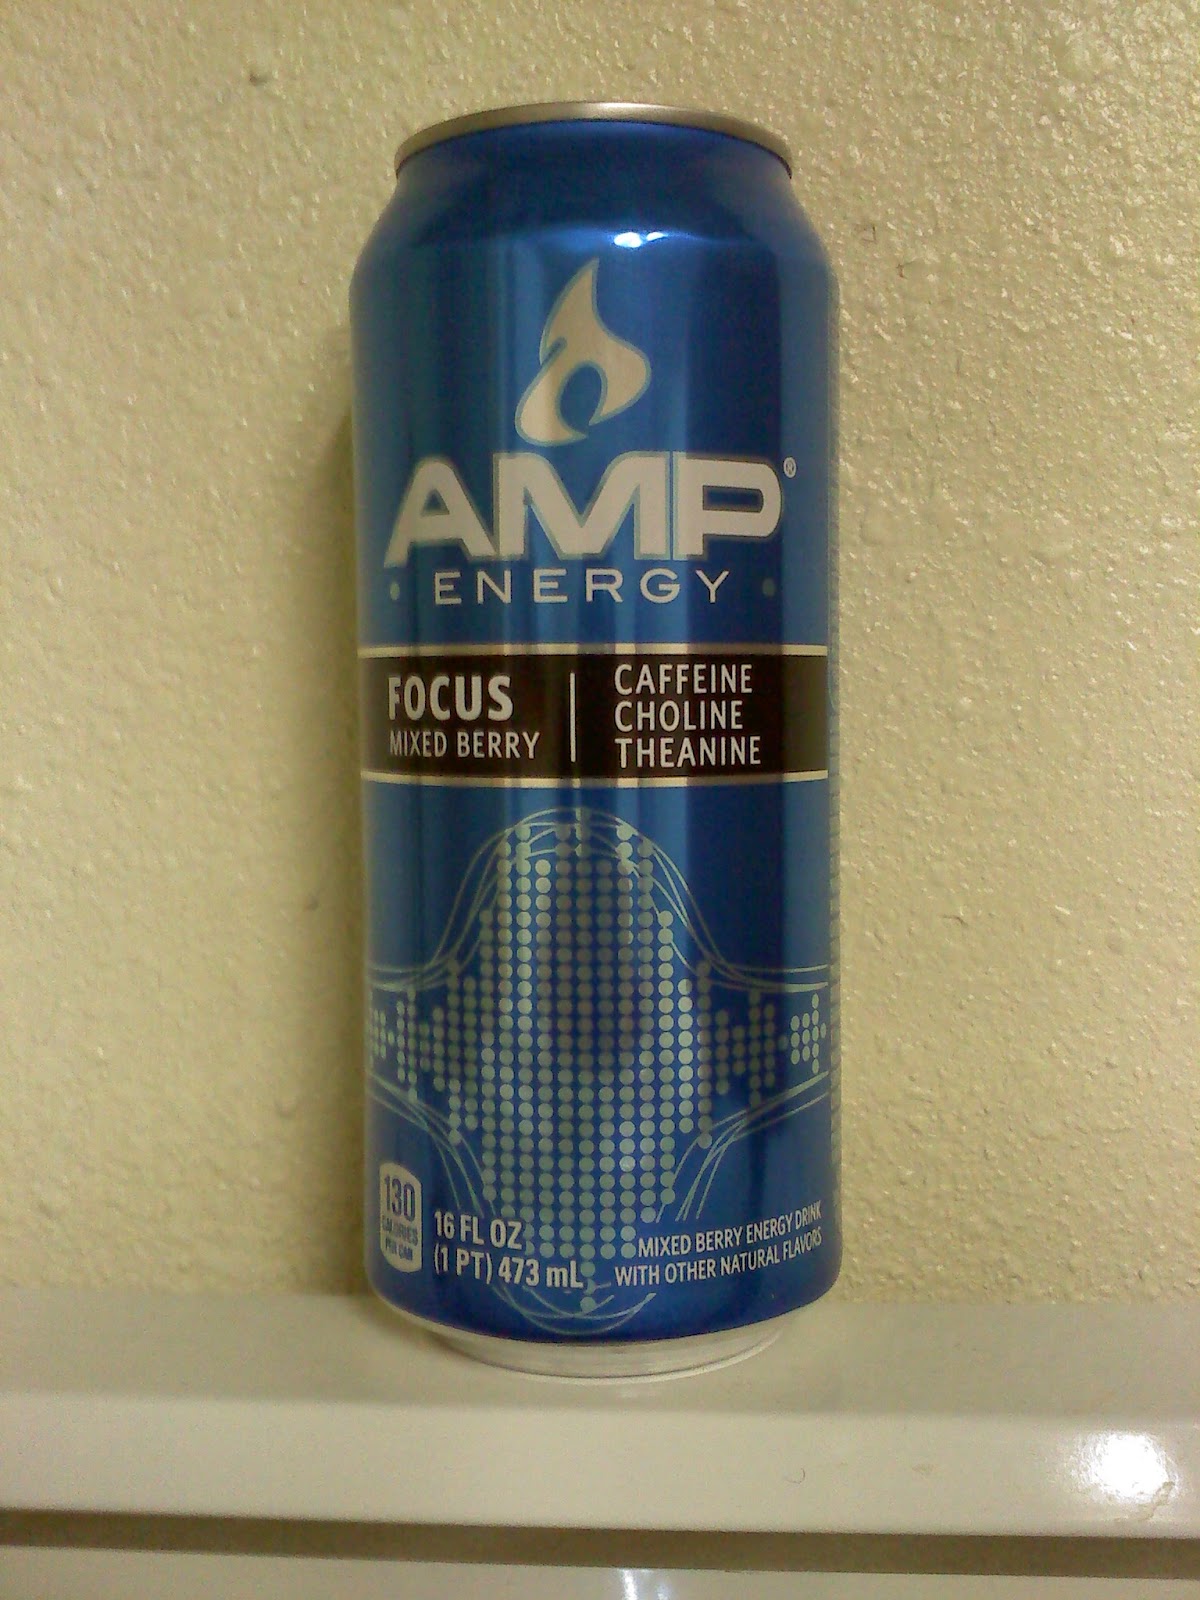 AMP®
ENERGY
FOCUS
MIXED BERRY
CAFFEINE
CHOLINE
THEANINE
130
CALORIES
PER CAN
16 FL OZ
(1 PT) 473 mL
MIXED BERRY ENERGY DRINK
WITH OTHER NATURAL FLAVORS